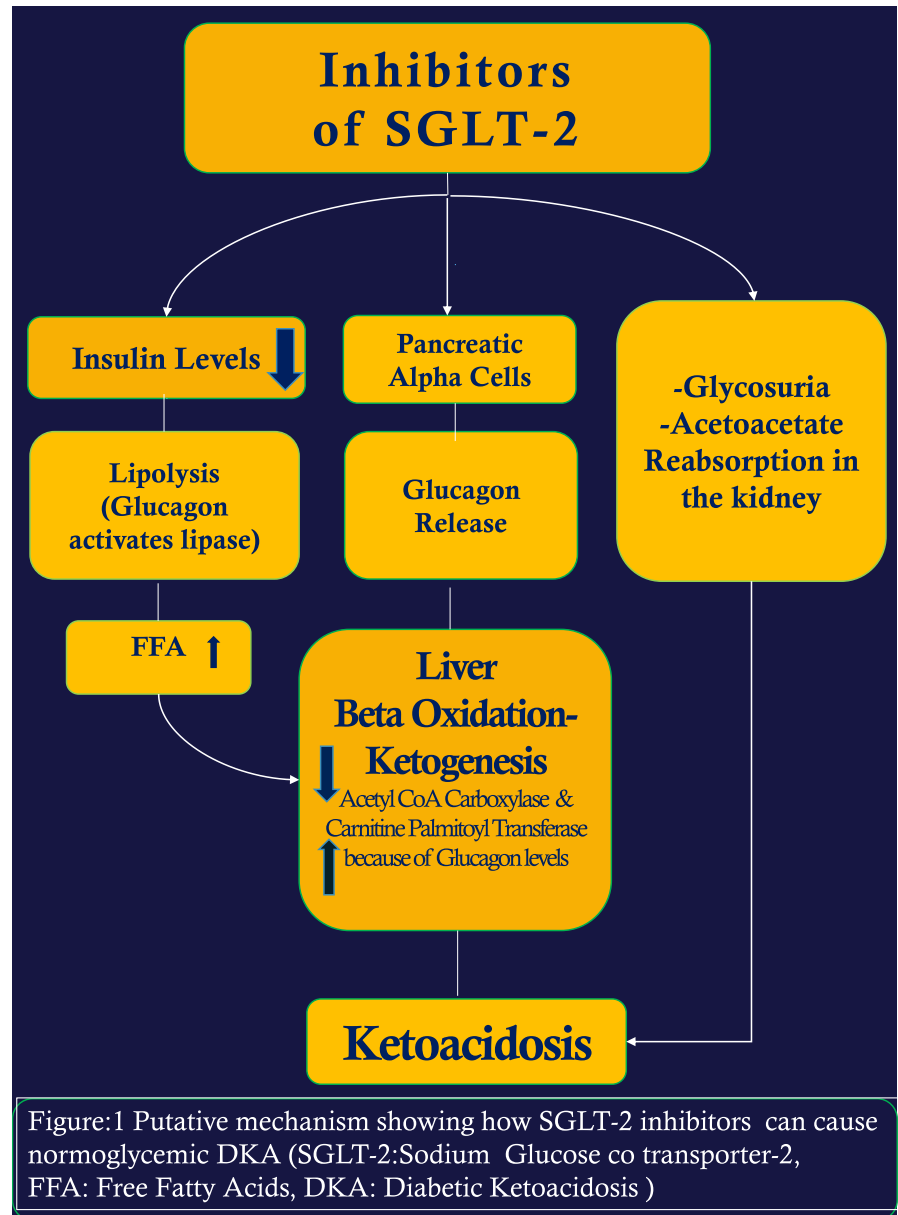 Inhibitors
of SGLT-2
Insulin Levels
Pancreatic
Alpha Cells
-Glycosuria
-Acetoacetate
Reabsorption in
the kidney
Lipolysis
(Glucagon
activates lipase)
Glucagon
Release
FFA
Liver
Beta Oxidation-
Ketogenesis
Acetyl CoA Carboxylase &
Carnitine Palmitoyl Transferase
because of Glucagon levels
Ketoacidosis
Figure:1 Putative mechanism showing how SGLT-2 inhibitors can cause
normoglycemic DKA (SGLT-2:Sodium Glucose co transporter-2,
FFA: Free Fatty Acids, DKA: Diabetic Ketoacidosis )